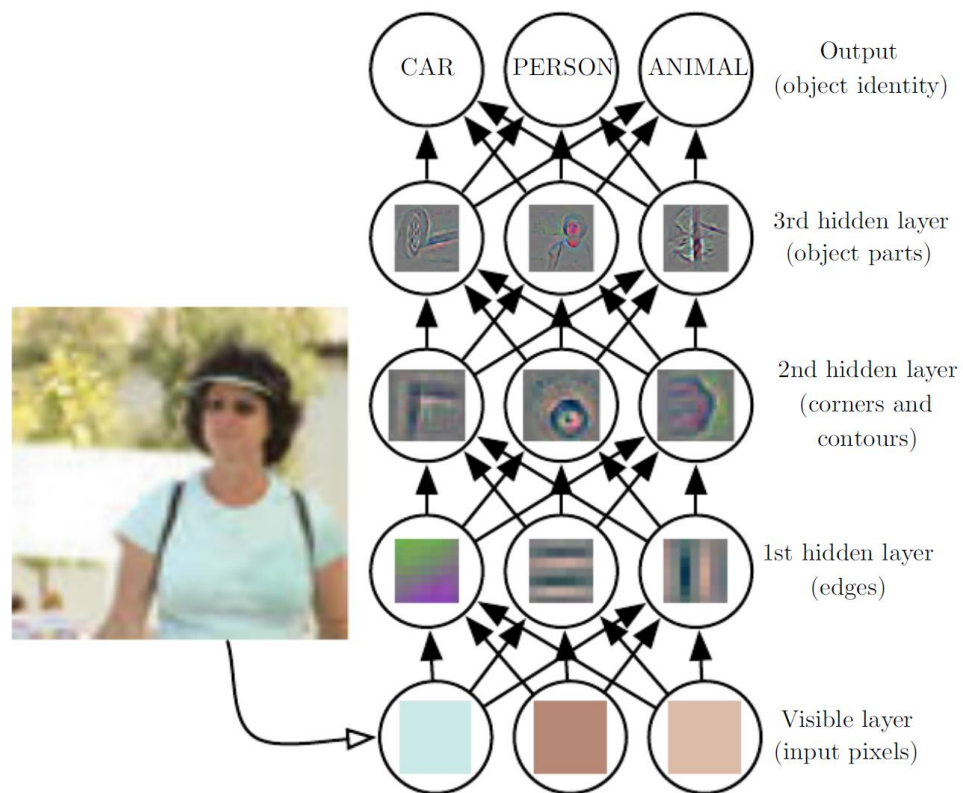 CAR PERSON ANIMAL
Output
(object identity)
3rd hidden layer
(object parts)
2nd hidden layer
(corners and
contours)
1st hidden layer
(edges)
Visible layer
(input pixels)